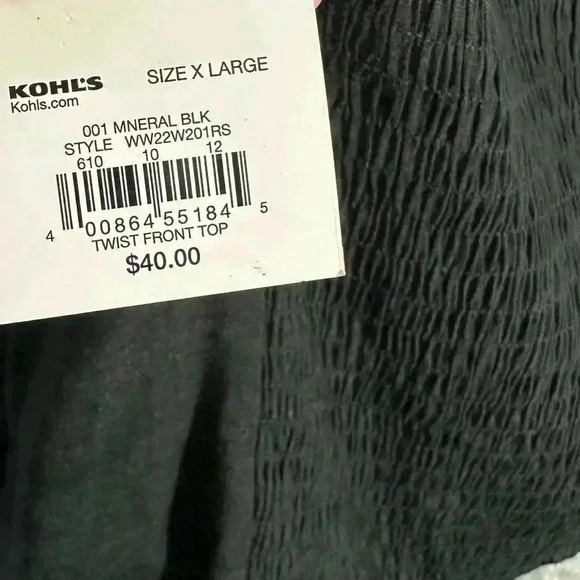 KOHL'S
SIZE X LARGE
Kohls.com
001 MNERAL BLK
STYLE WW22W201RS
610 10 12
4 00864 55184 5
TWIST FRONT TOP
$40.00